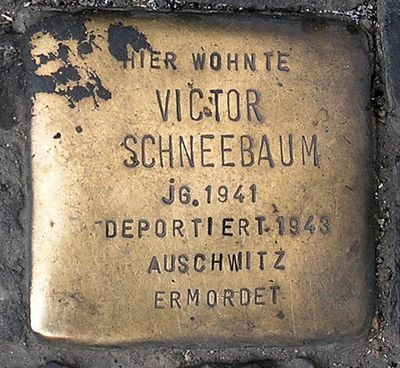 HIER WOHNTE
VICTOR
SCHNEEBAUM
JG. 1941
DEPORTIERT 1943
AUSCHWITZ
ERMORDET